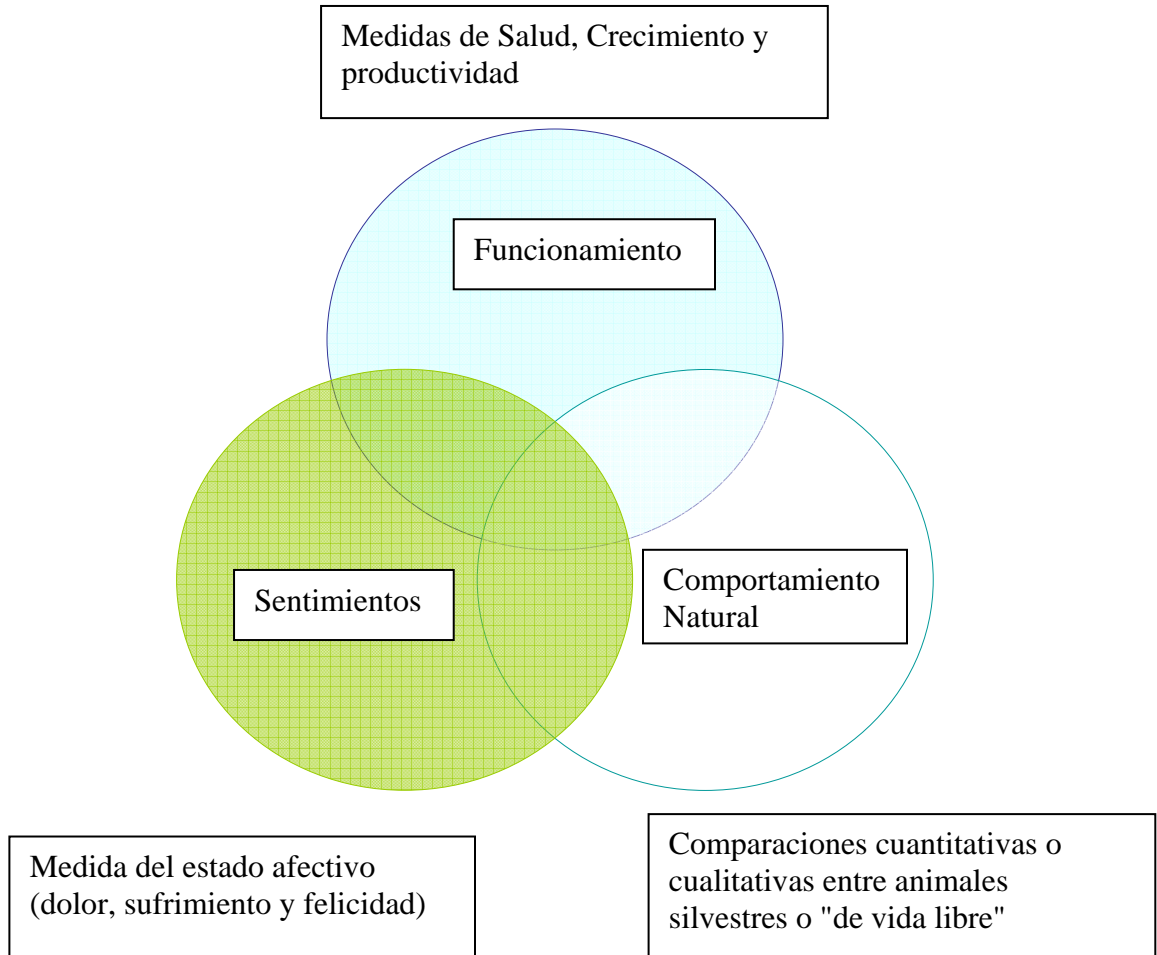 Medidas de Salud, Crecimiento y
productividad
Funcionamiento
Sentimientos
Comportamiento
Natural
Medida del estado afectivo
(dolor, sufrimiento y felicidad)
Comparaciones cuantitativas o
cualitativas entre animales
silvestres o "de vida libre"